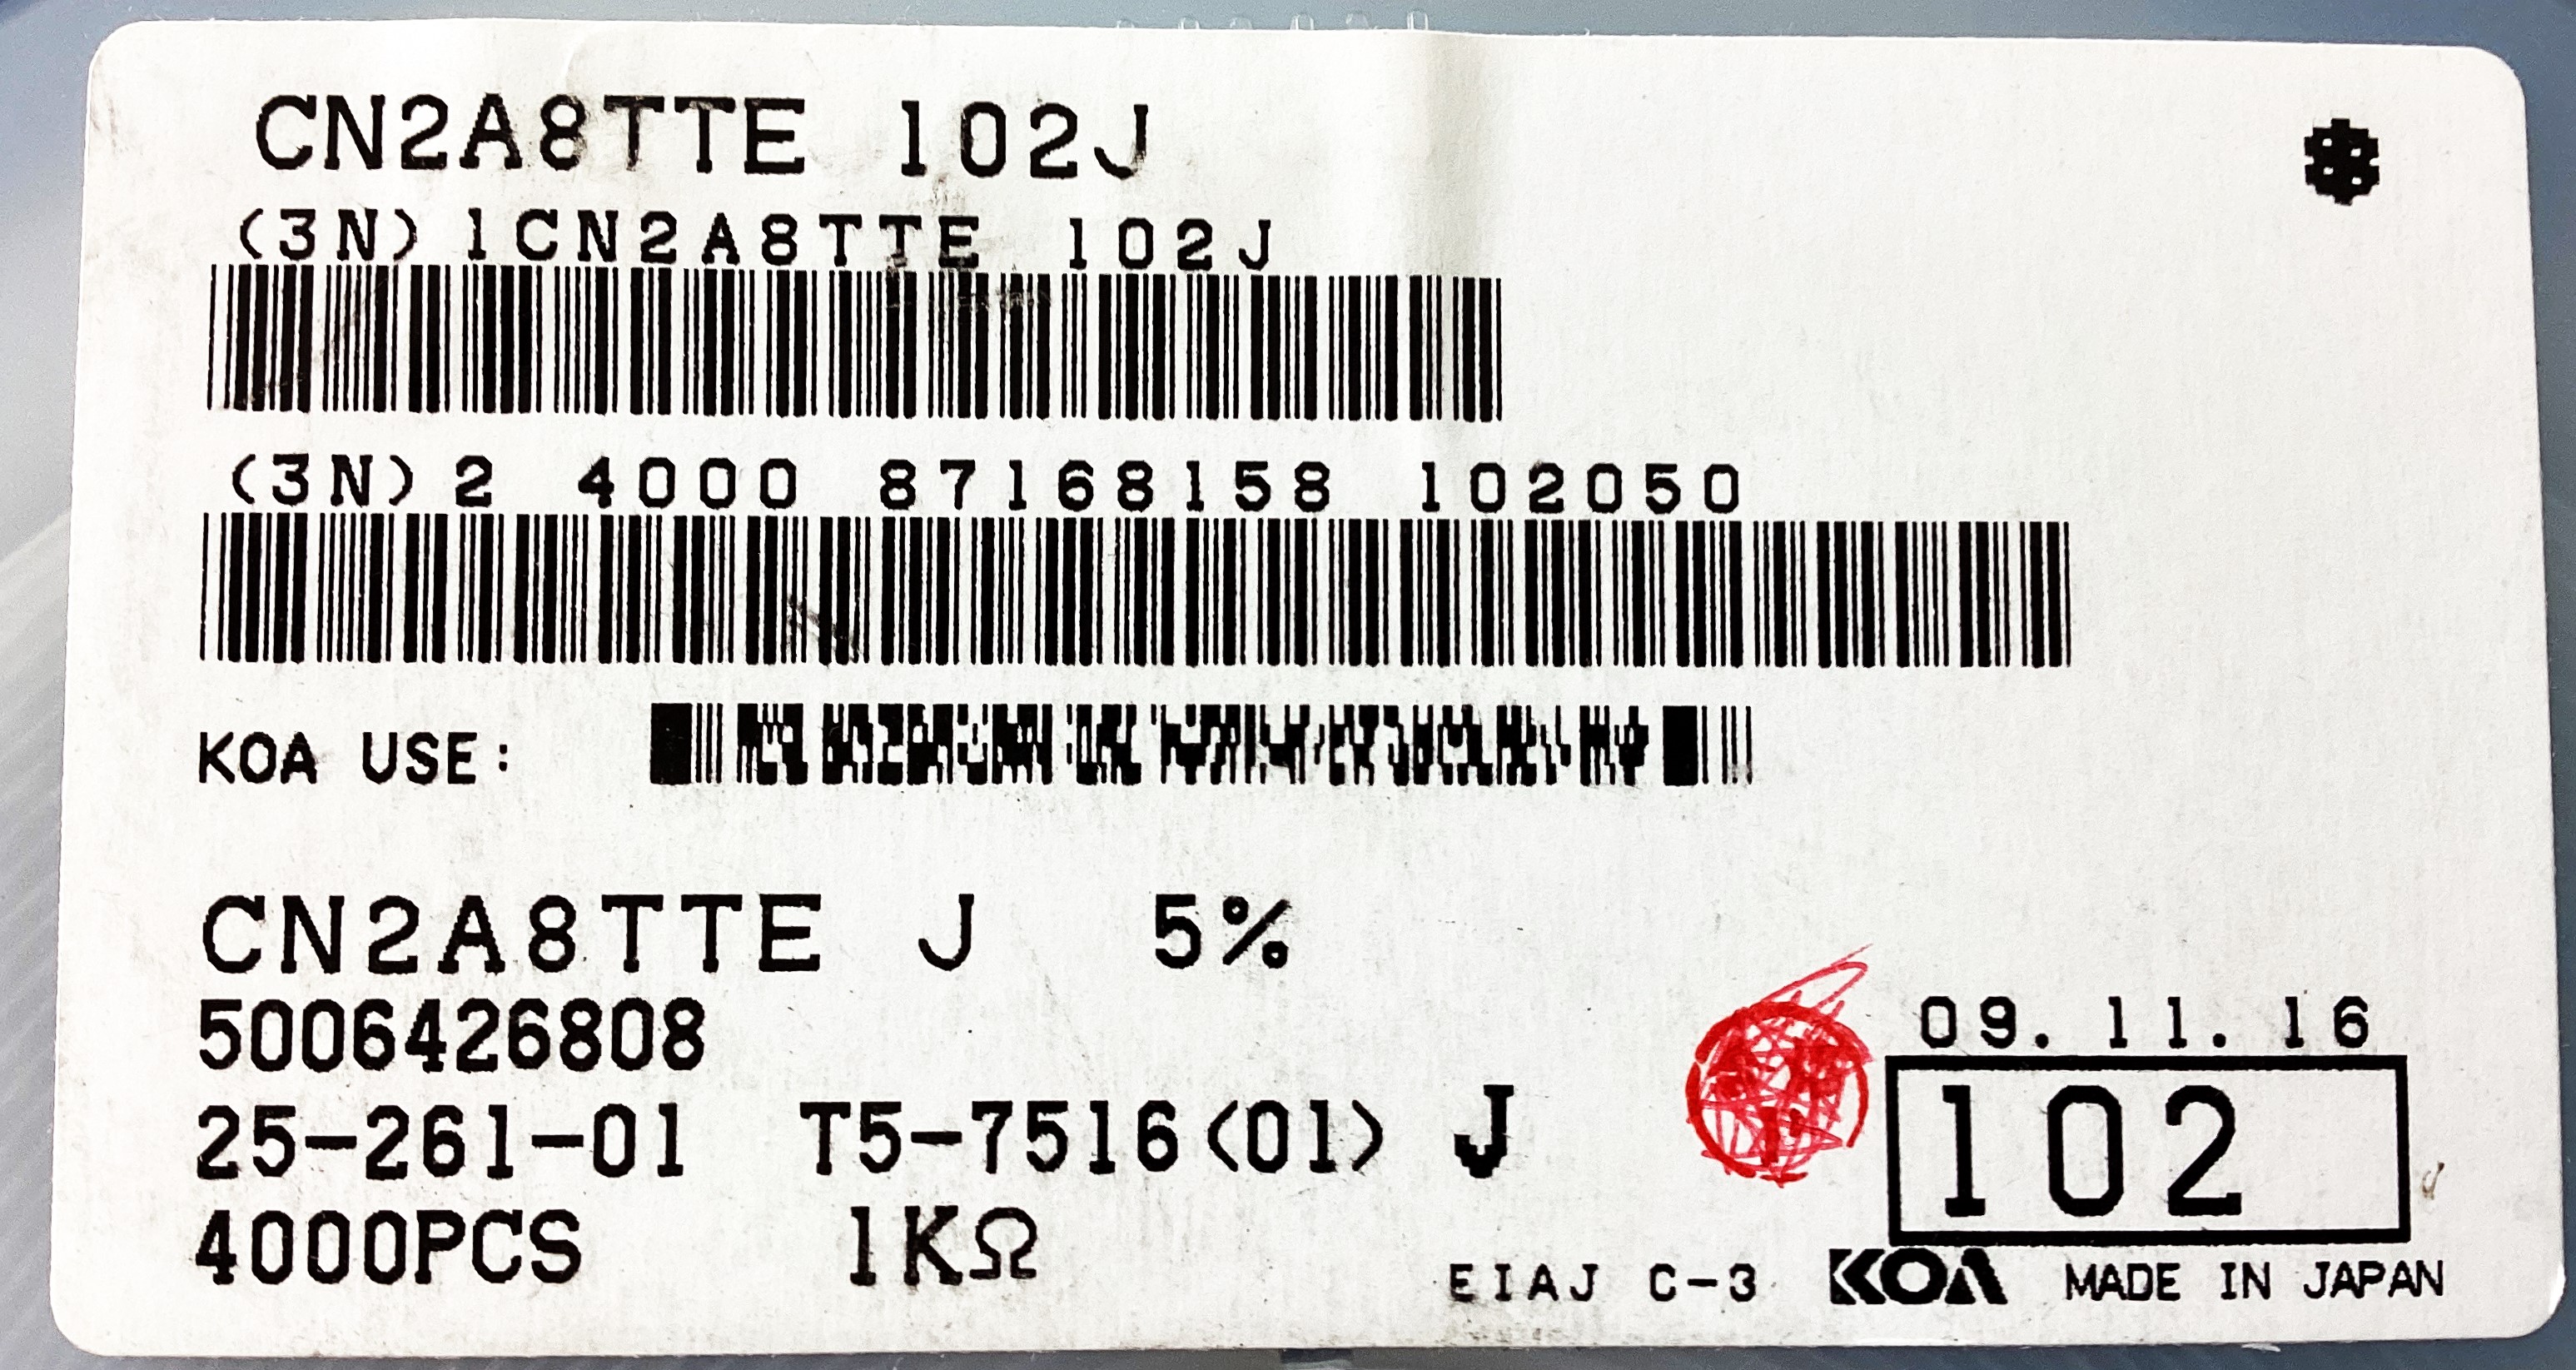 CN2A8TTE 102J
(3N)1CN2A8TTE 102J
(3N)2 4000 87168158 102050
KOA USE:
CN2A8TTE J 5%
5006426808
09.11.16
25-261-01 T5-7516(01) J
102
4000PCS 1KΩ
EIAJ C-3 KOA MADE IN JAPAN